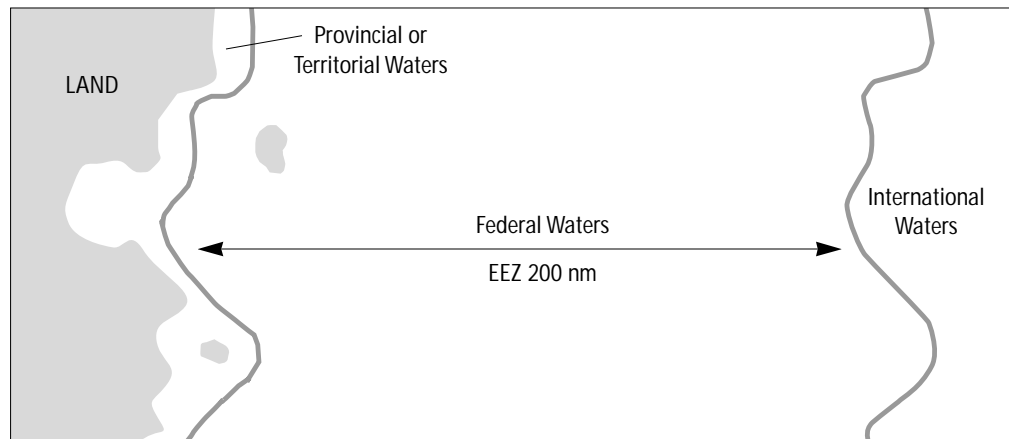 Provincial or
Territorial Waters
LAND
International
Waters
Federal Waters
EEZ 200 nm